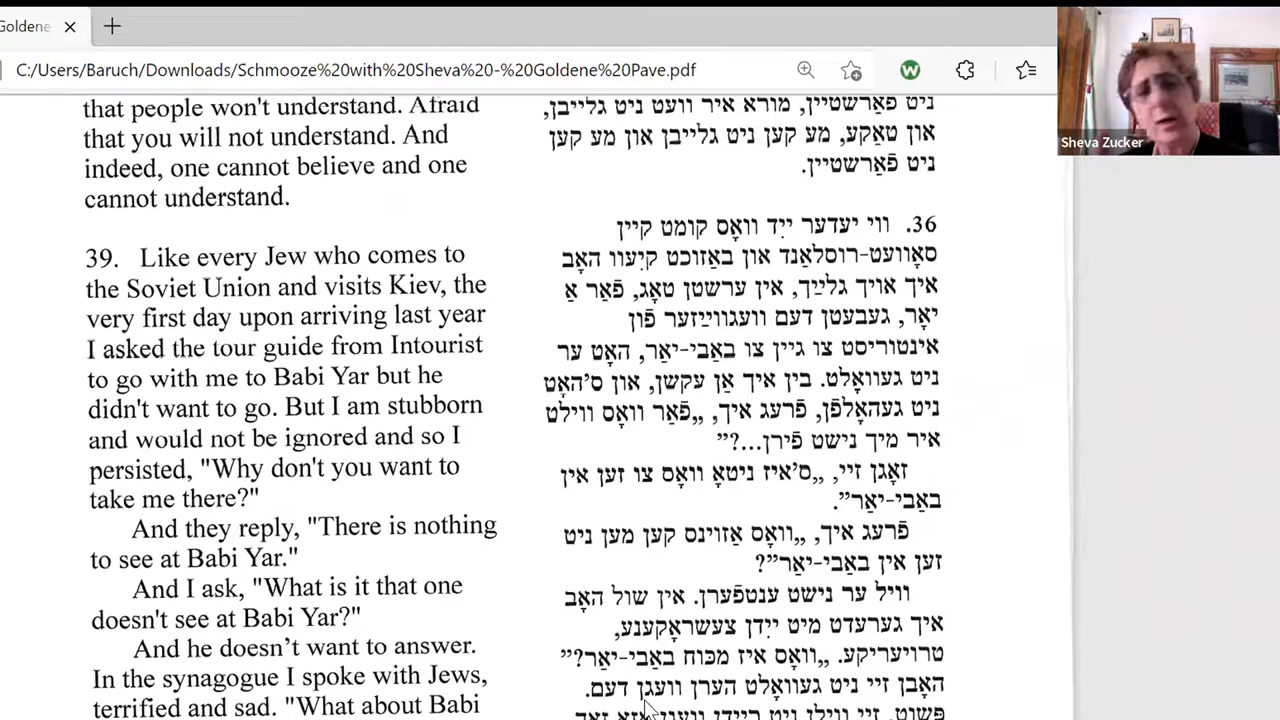 Goldene
C:/Users/Baruch/Downloads/Schmooze%20with%20Sheva%20-%20Goldene%20Pave.pdf
Sheva Zucker
that people won't understand. Afraid
that you will not understand. And
indeed, one cannot believe and one
cannot understand.
39. Like every Jew who comes to
the Soviet Union and visits Kiev, the
very first day upon arriving last year
I asked the tour guide from Intourist
to go with me to Babi Yar but he
didn't want to go. But I am stubborn
and would not be ignored and so I
persisted, "Why don't you want to
take me there?"
And they reply, "There is nothing
to see at Babi Yar."
And I ask, "What is it that one
doesn't see at Babi Yar?"
And he doesn’t want to answer.
In the synagogue I spoke with Jews,
terrified and sad. "What about Babi
ניט פֿאַרשטיין, מורא איר וועט ניט גלייבן,
און טאַקע, מע קען ניט גלייבן און מע קען
ניט פֿאַרשטיין.
36. ווי יעדער ייִד וואָס קומט קיין
סאָוועט-רוסלאַנד און באַזוכט קיִעוו האָב
איך אויך גלײַך, אין ערשטן טאָג, פֿאַר אַ
יאָר, געבעטן דעם וועגווײַזער פֿון
אינטוריסט צו גיין צו באַבי-יאַר, האָט ער
ניט געוואָלט. בין איך אַן עקשן, און ס'האָט
ניט געהאָלפֿן, פֿרעג איך, „פֿאַר וואָס ווילט
איר מיך נישט פֿירן...?”
זאָגן זיי, „ס'איז ניטאָ וואָס צו זען אין
באַבי-יאַר”.
פֿרעג איך, „וואָס אַזוינס קען מען ניט
זען אין באַבי-יאַר”?
וויל ער נישט ענטפֿערן. אין שול האָב
איך גערעדט מיט ייִדן צעשראָקענע,
טרויעריקע. „וואָס איז מכּוח באַבי-יאַר?”
האָבן זיי ניט געוואָלט הערן וועגן דעם.
פּשוט, זיי ווילן ניט ריידן וועגן